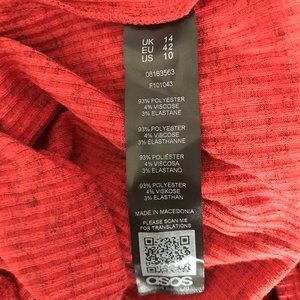 UK 14
EU 42
US 10
08183563
F101043
93% POLYESTER
4% VISCOSE
3% ELASTANE
93% POLYESTER
4% VISCOSE
3% ELASTHANNE
93% POLIÉSTER
4% VISCOSA
3% ELASTANO
93% POLYESTER
4% VISKOSE
3% ELASTHAN
MADE IN MACEDONIA
PLEASE SCAN ME
FOR TRANSLATIONS
asos